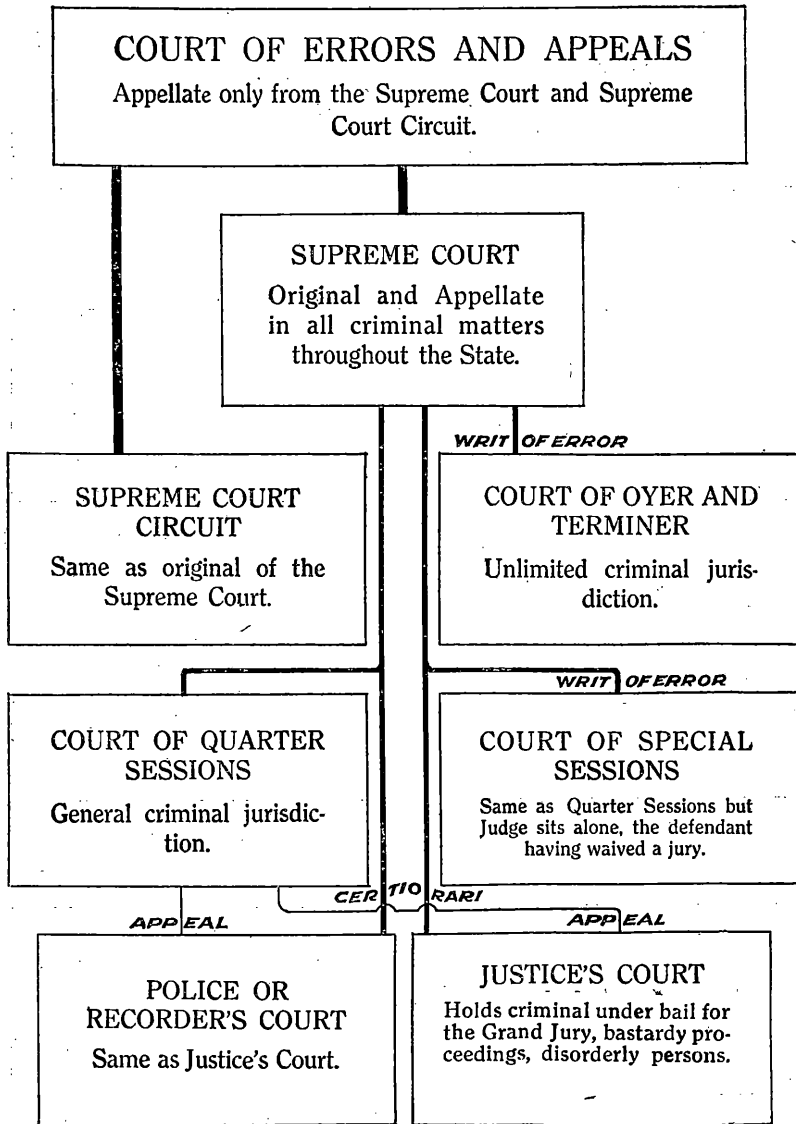 COURT OF ERRORS AND APPEALS
Appellate only from the Supreme Court and Supreme
Court Circuit.
SUPREME COURT
Original and Appellate
in all criminal matters
throughout the State.
WRIT OF ERROR
SUPREME COURT
CIRCUIT
Same as original of the
Supreme Court.
COURT OF OYER AND
TERMINER
Unlimited criminal juris-
diction.
WRIT OF ERROR
COURT OF QUARTER
SESSIONS
General criminal jurisdic-
tion.
COURT OF SPECIAL
SESSIONS
Same as Quarter Sessions but
Judge sits alone, the defendant
having waived a jury.
CERTIORARI
APPEAL
APPEAL
POLICE OR
RECORDER'S COURT
Same as Justice's Court.
JUSTICE'S COURT
Holds criminal under bail for
the Grand Jury, bastardy pro-
ceedings, disorderly persons.